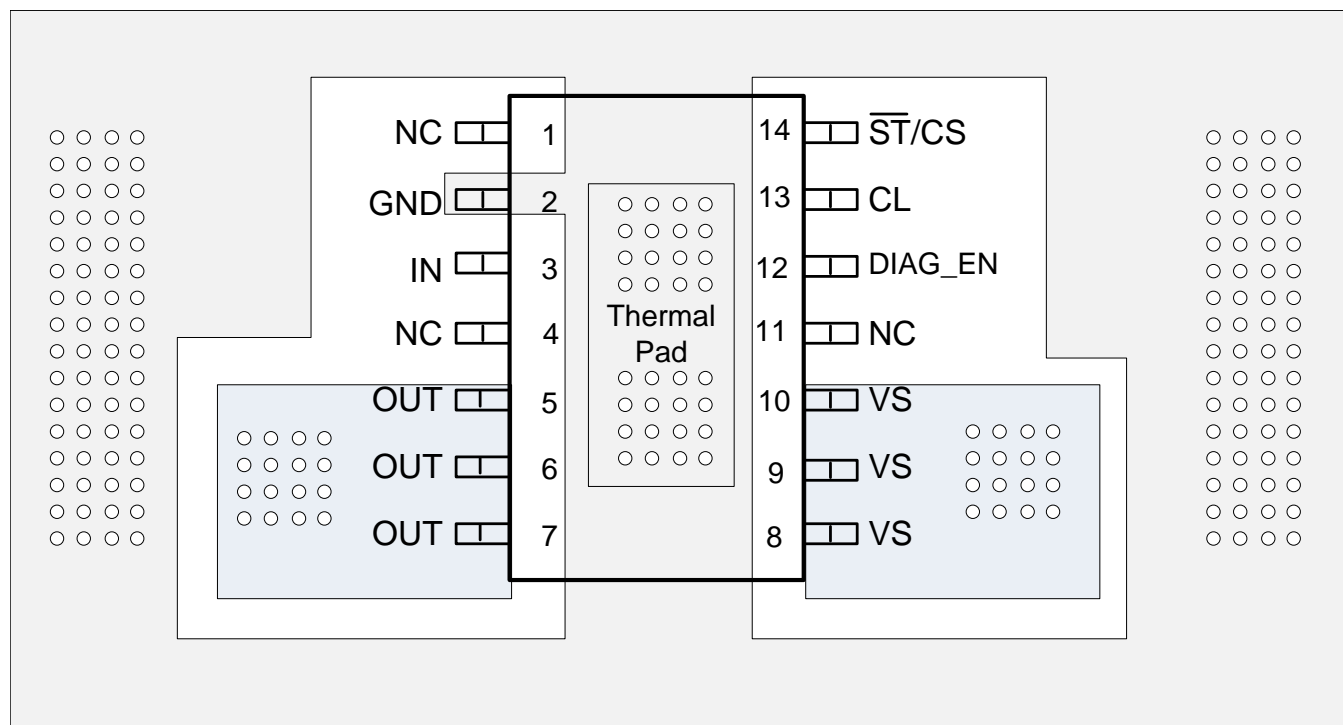 NC 1 14 S̅T̅/CS
GND 2 13 CL
IN 3 12 DIAG_EN
Thermal
Pad
NC 4 11 NC
OUT 5 10 VS
OUT 6 9 VS
OUT 7 8 VS